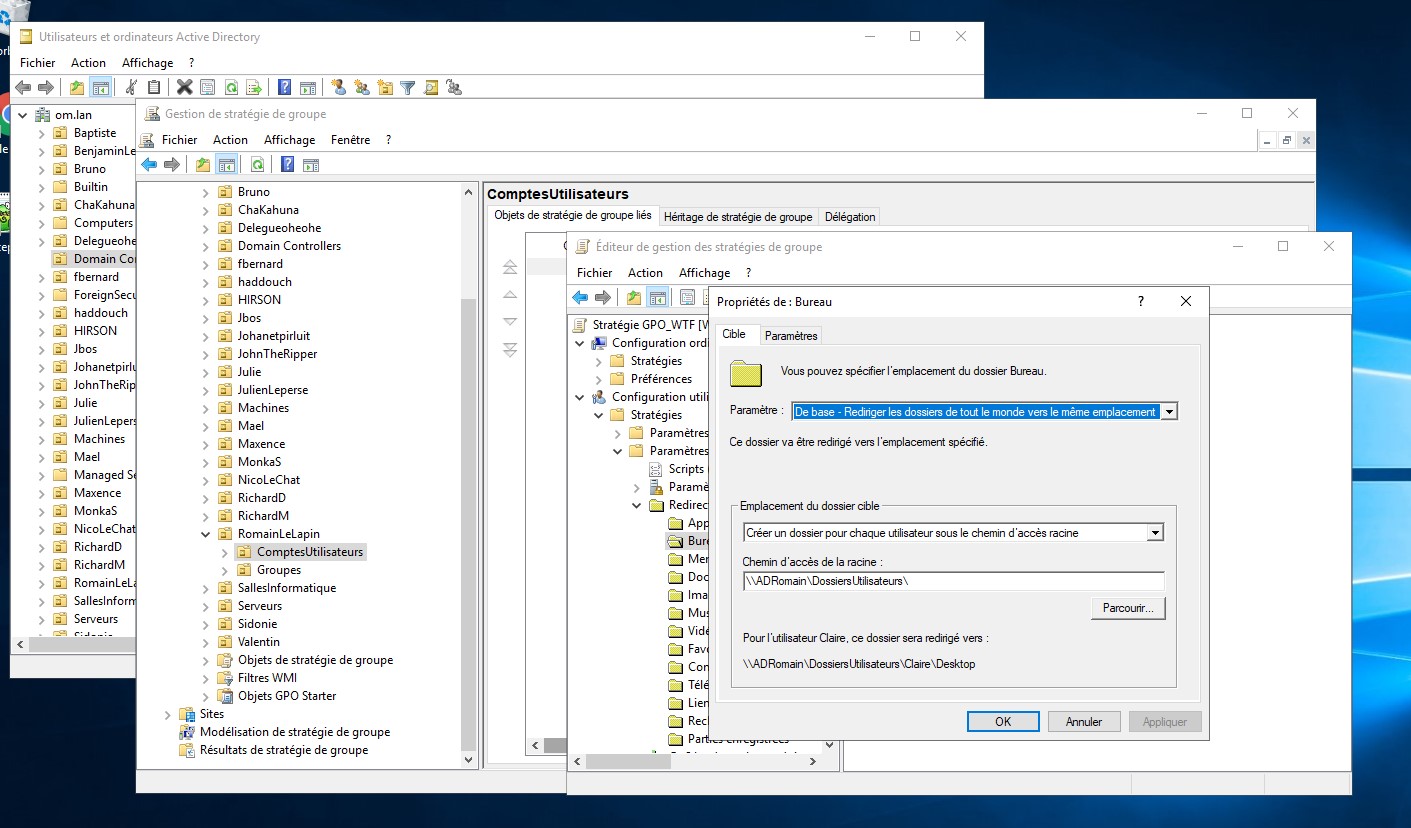 Utilisateurs et ordinateurs Active Directory
Fichier Action Affichage ?
om.lan
Baptiste
BenjaminLe
Bruno
Builtin
ChaKahuna
Computers
Delegueohe
Domain Co
fbernard
ForeignSecu
haddouch
HIRSON
Jbos
Johanetpirlu
JohnTheRip
Julie
JulienLepers
Machines
Mael
Managed Se
Maxence
MonkaS
NicoLeChat
RichardD
RichardM
RomainLeLa
SallesInform
Serveurs
Sidonie
Gestion de stratégie de groupe
Fichier Action Affichage Fenêtre ?
Bruno
ChaKahuna
Delegueoheohe
Domain Controllers
fbernard
haddouch
HIRSON
Jbos
Johanetpirluit
JohnTheRipper
Julie
JulienLeperse
Machines
Mael
Maxence
MonkaS
NicoLeChat
RichardD
RichardM
RomainLeLapin
ComptesUtilisateurs
Groupes
SallesInformatique
Serveurs
Sidonie
Valentin
Objets de stratégie de groupe
Filtres WMI
Objets GPO Starter
Sites
Modélisation de stratégie de groupe
Résultats de stratégie de groupe
ComptesUtilisateurs
Objets de stratégie de groupe liés Héritage de stratégie de groupe Délégation
Éditeur de gestion des stratégies de groupe
Fichier Action Affichage ?
Stratégie GPO_WTF [W
Configuration ordi
Stratégies
Préférences
Configuration utili
Stratégies
Paramètres
Paramètres
Scripts
Paramè
Redirec
App
Bure
Mer
Doc
Ima
Mus
Vidé
Favo
Con
Télé
Lien
Rec
Parties enregistrées
Propriétés de : Bureau
?
Cible Paramètres
Vous pouvez spécifier l'emplacement du dossier Bureau.
Paramètre : De base - Rediriger les dossiers de tout le monde vers le même emplacement
Ce dossier va être redirigé vers l'emplacement spécifié.
Emplacement du dossier cible
Créer un dossier pour chaque utilisateur sous le chemin d'accès racine
Chemin d'accès de la racine :
\\ADRomain\DossiersUtilisateurs\
Parcourir...
Pour l'utilisateur Claire, ce dossier sera redirigé vers :
\\ADRomain\DossiersUtilisateurs\Claire\Desktop
OK Annuler Appliquer